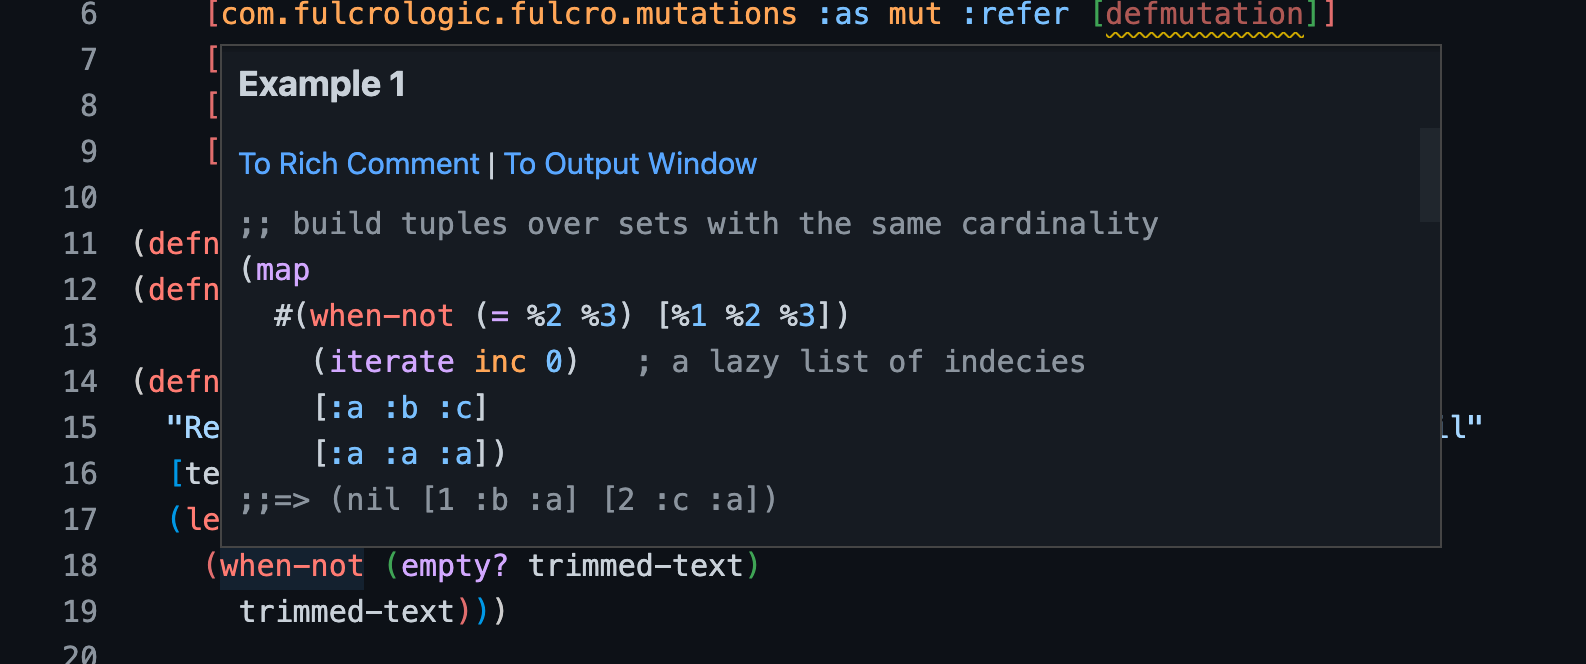 6 [com.fulcrologic.fulcro.mutations :as mut :refer [defmutation]]
7 [
8 [
9 [
10
11 (defn
12 (defn
13
14 (defn
15 "Re il"
16 [te
17 (le
18 (when-not (empty? trimmed-text)
19 trimmed-text)))
20
Example 1
To Rich Comment | To Output Window
;; build tuples over sets with the same cardinality
(map
  #(when-not (= %2 %3) [%1 %2 %3])
    (iterate inc 0)   ; a lazy list of indecies
    [:a :b :c]
    [:a :a :a])
;;=> (nil [1 :b :a] [2 :c :a])